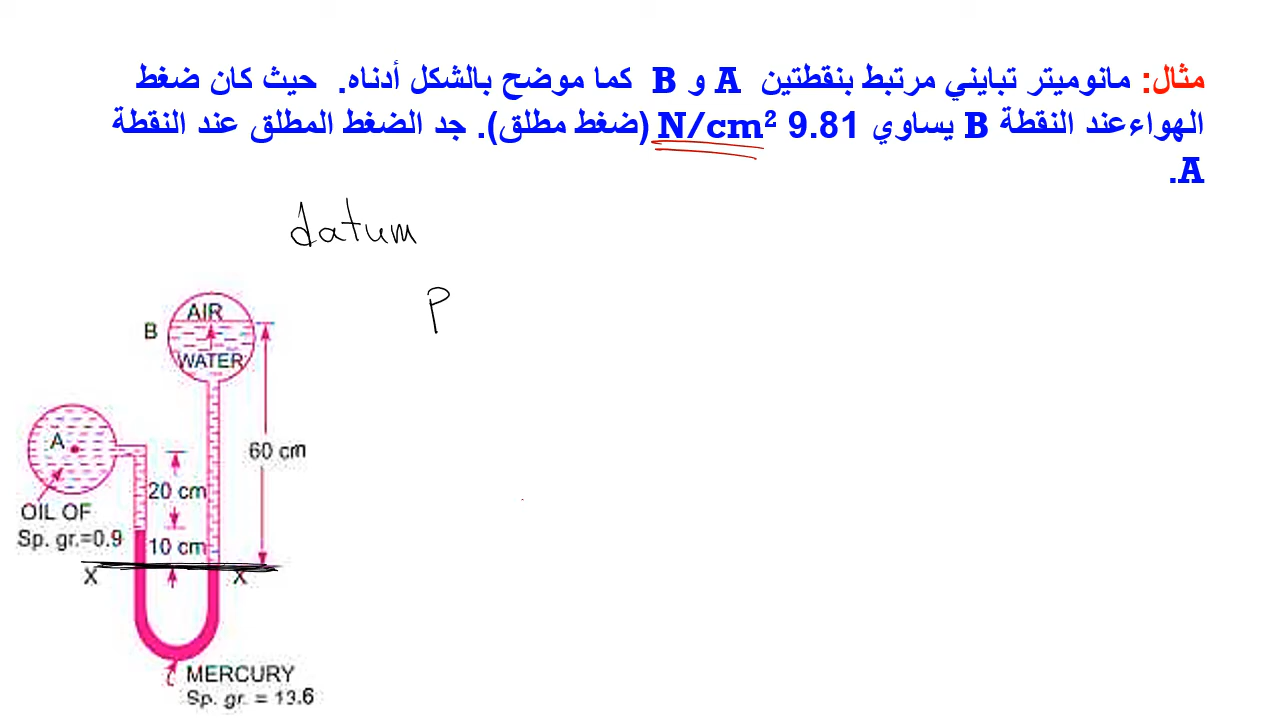 مثال: مانوميتر تبايني مرتبط بنقطتين A و B كما موضح بالشكل أدناه. حيث كان ضغط
الهواءعند النقطة B يساوي 9.81 N/cm² (ضغط مطلق). جد الضغط المطلق عند النقطة
A.
datum
P
AIR
B
WATER
A
60 cm
20 cm
OIL OF
Sp. gr.=0.9
10 cm
X
X
MERCURY
Sp. gr. = 13.6